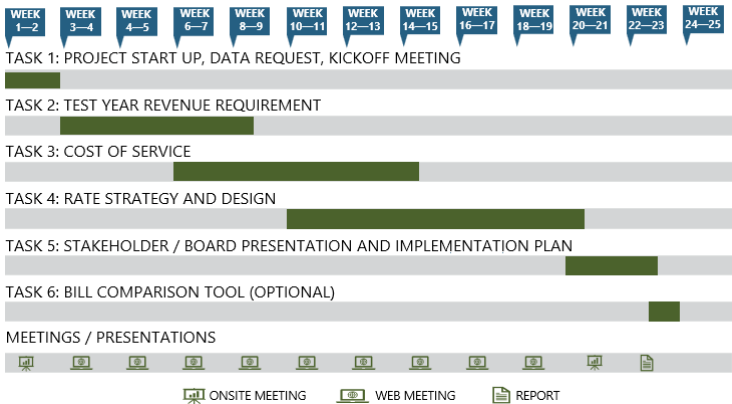 WEEK WEEK WEEK WEEK WEEK WEEK WEEK WEEK WEEK WEEK WEEK WEEK WEEK
1—2 3—4 4—5 6—7 8—9 10—11 12—13 14—15 16—17 18—19 20—21 22—23 24—25
TASK 1: PROJECT START UP, DATA REQUEST, KICKOFF MEETING
TASK 2: TEST YEAR REVENUE REQUIREMENT
TASK 3: COST OF SERVICE
TASK 4: RATE STRATEGY AND DESIGN
TASK 5: STAKEHOLDER / BOARD PRESENTATION AND IMPLEMENTATION PLAN
TASK 6: BILL COMPARISON TOOL (OPTIONAL)
MEETINGS / PRESENTATIONS
ONSITE MEETING WEB MEETING REPORT